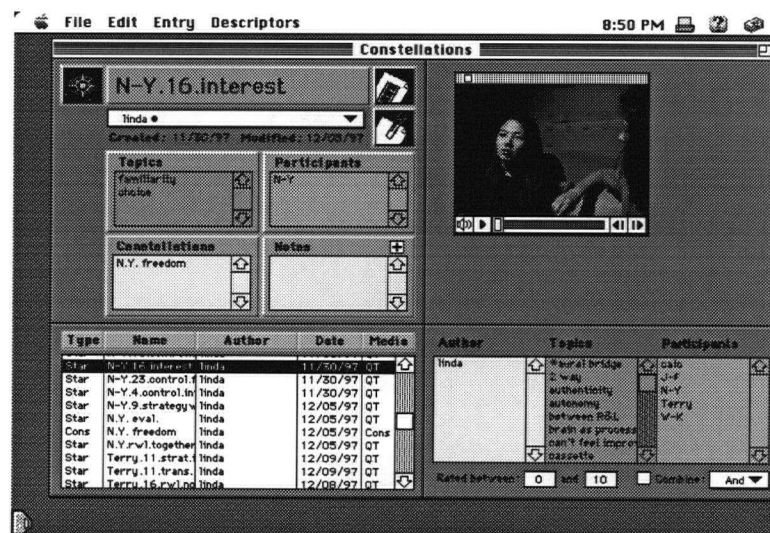 File Edit Entry Descriptors
8:50 PM
Constellations
N-Y.16.interest
linda •
Created: 11/30/97 Modified: 12/08/97
Topics
familiarity
choice
Participants
N-Y
Constellations
N.Y. freedom
Notes
Type Name Author Date Media
Star N-Y.16.interest linda 11/30/97 QT
Star N-Y.23.control.f linda 11/30/97 QT
Star N-Y.4.control.in linda 11/30/97 QT
Star N-Y.9.strategy w linda 12/05/97 QT
Star N.Y. eval. linda 12/05/97 QT
Cons N.Y. freedom linda 12/05/97 Cons
Star N.Y.rwl.together linda 12/05/97 QT
Star Terry.11.strat.i linda 12/09/97 QT
Star Terry.11.trans. linda 12/09/97 QT
Star Terry.16.rwl.no linda 12/08/97 QT
Author
linda
Topics
*aural bridge
2 way
authenticity
autonomy
between R&L
brain as process
can't feel improv
cassette
Participants
calo
J-F
N-Y
Terry
W-K
Rated between: 0 and 10 Combine: And